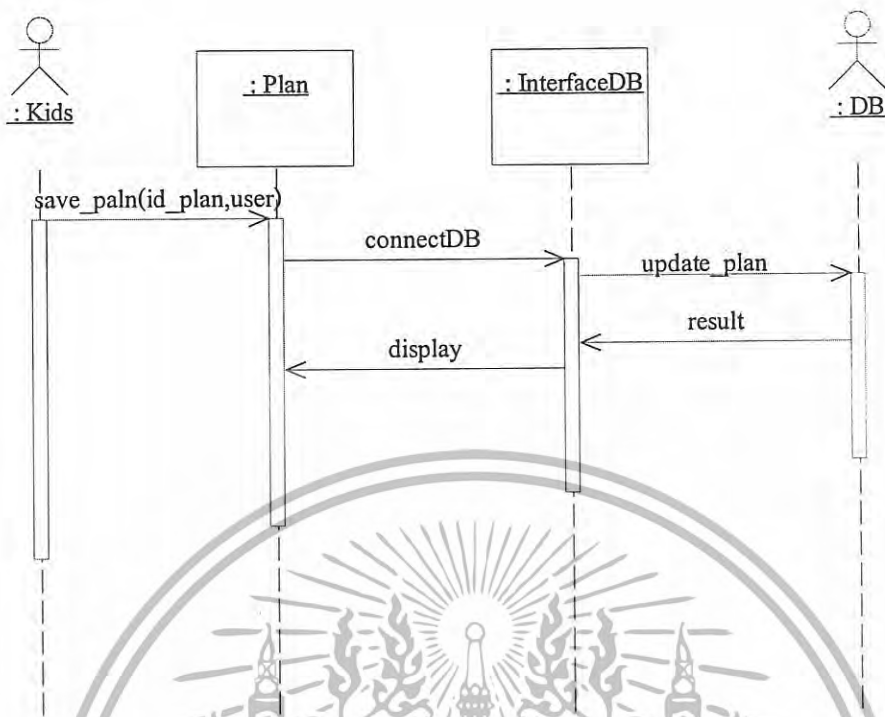 : Kids
: Plan
: InterfaceDB
: DB
save_paln(id_plan,user)
connectDB
update_plan
result
display